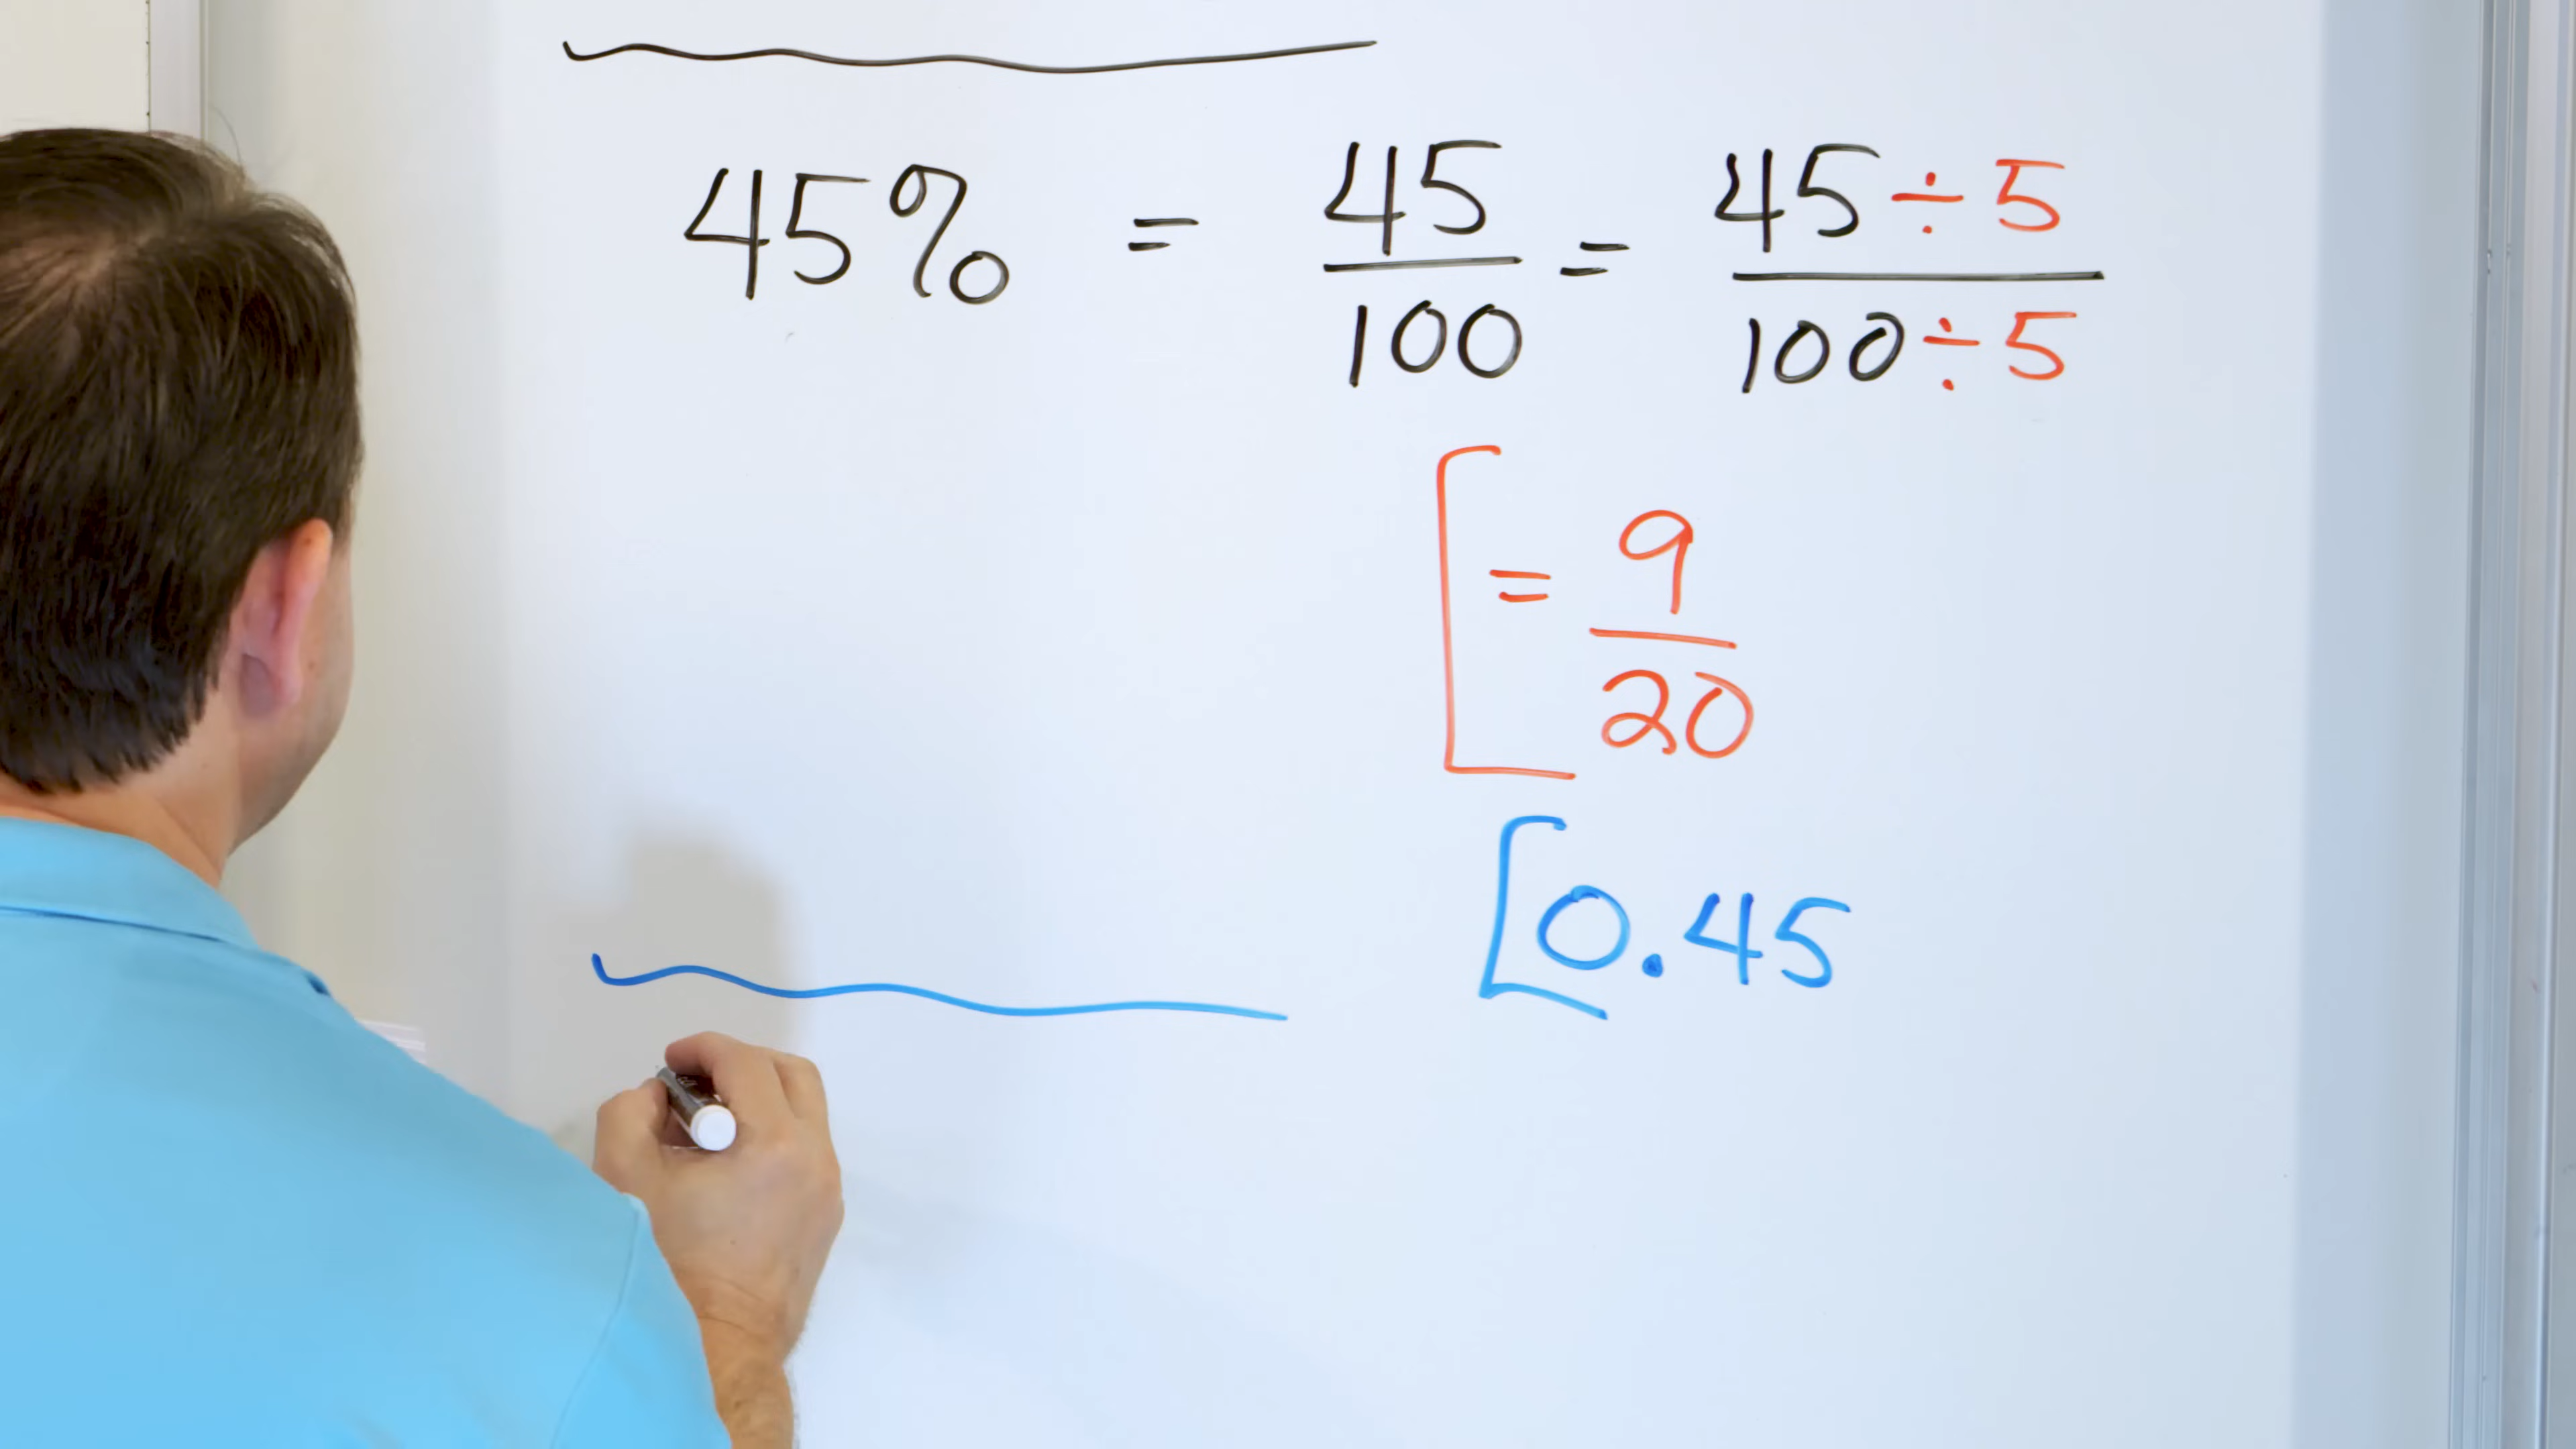 45% = 45/100 = 45÷5/100÷5
= 9/20
0.45